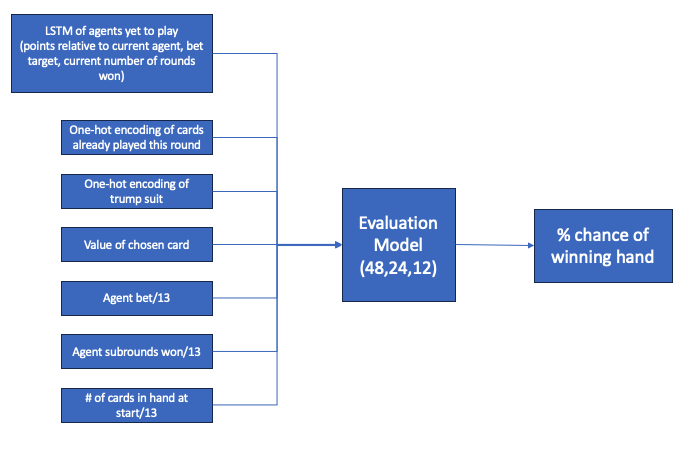 LSTM of agents yet to play
(points relative to current agent, bet
target, current number of rounds
won)
One-hot encoding of cards
already played this round
One-hot encoding of
trump suit
Value of chosen card
Agent bet/13
Agent subrounds won/13
# of cards in hand at
start/13
Evaluation
Model
(48,24,12)
% chance of
winning hand